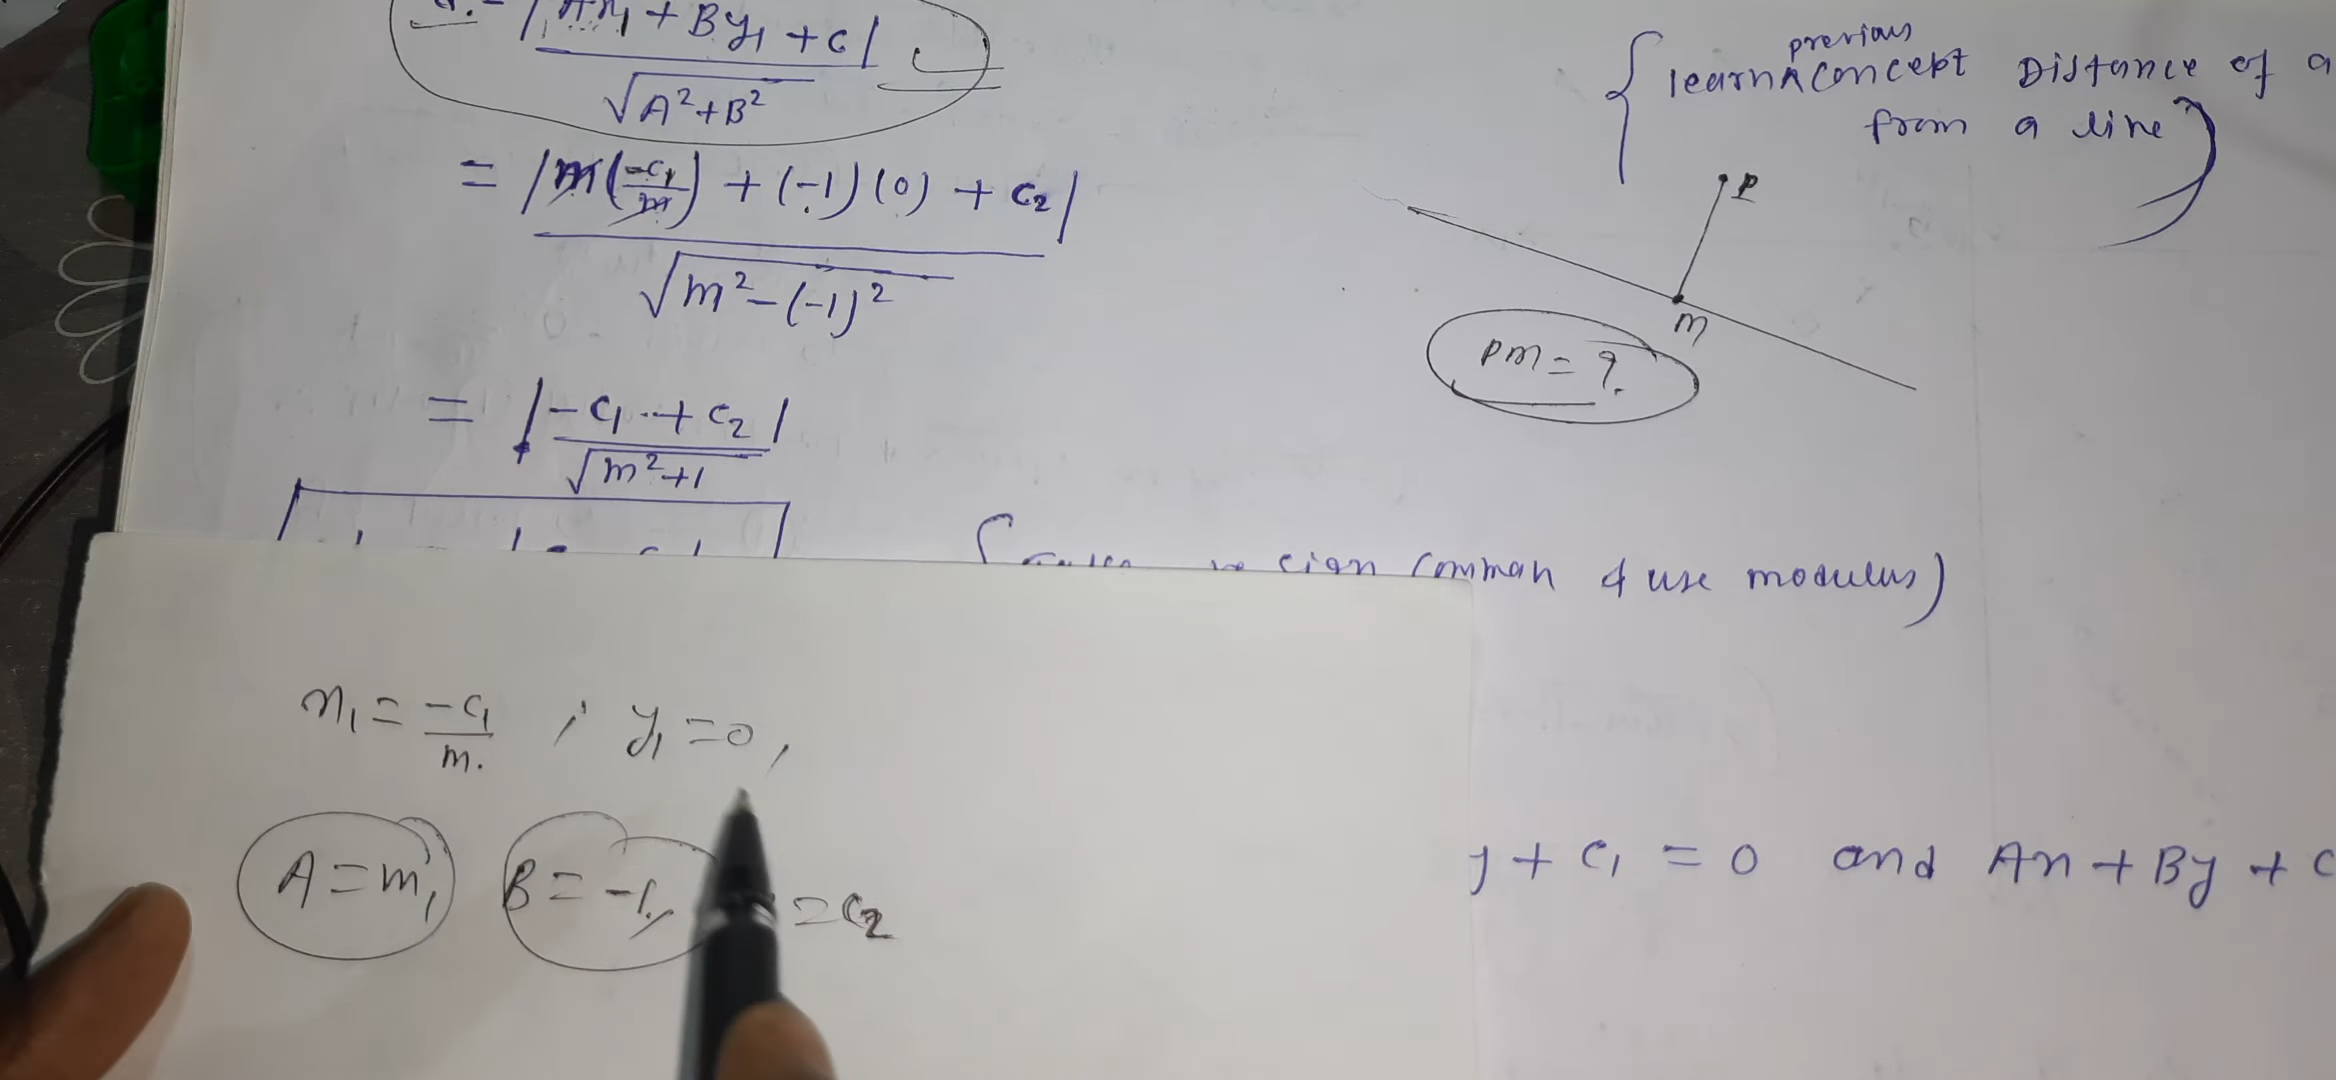 d = |Ax₁ + By₁ + C| / √A² + B²
= |m(-c₁/m) + (-1)(0) + c₂| / √m² - (-1)²
= |-c₁ + c₂| / √m² + 1
{ learn previous concept Distance of a
from a line
P
M
PM = ?
sign common & use modulus)
x₁ = -c₁/m ; y₁ = 0,
A = m, B = -1, = c₂
y + c₁ = 0 and Ax + By + C